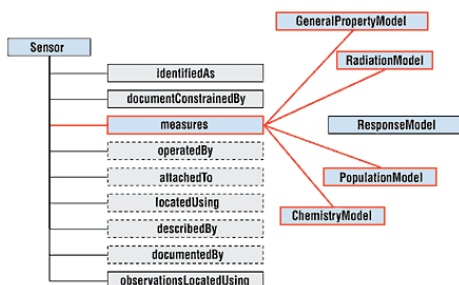 GeneralPropertyModel
Sensor
RadiationModel
identifiedAs
documentConstrainedBy
measures
ResponseModel
operatedBy
attachedTo
PopulationModel
locatedUsing
ChemistryModel
describedBy
documentedBy
observationsLocatedUsing